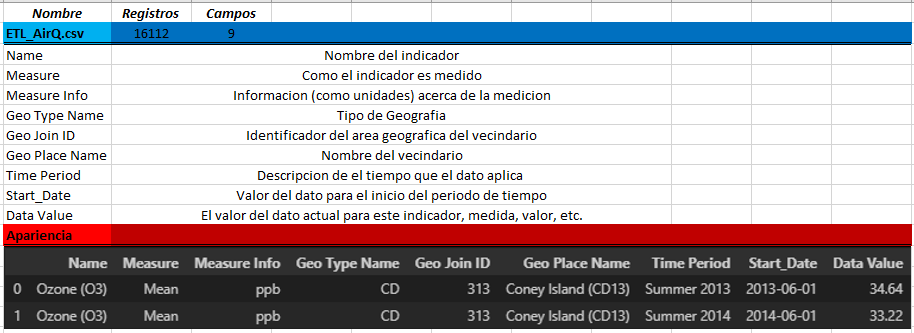 Nombre Registros Campos
ETL_AirQ.csv 16112 9
Name Nombre del indicador
Measure Como el indicador es medido
Measure Info Informacion (como unidades) acerca de la medicion
Geo Type Name Tipo de Geografia
Geo Join ID Identificador del area geografica del vecindario
Geo Place Name Nombre del vecindario
Time Period Descripcion de el tiempo que el dato aplica
Start_Date Valor del dato para el inicio del periodo de tiempo
Data Value El valor del dato actual para este indicador, medida, valor, etc.
Apariencia
Name Measure Measure Info Geo Type Name Geo Join ID Geo Place Name Time Period Start_Date Data Value
0 Ozone (O3) Mean ppb CD 313 Coney Island (CD13) Summer 2013 2013-06-01 34.64
1 Ozone (O3) Mean ppb CD 313 Coney Island (CD13) Summer 2014 2014-06-01 33.22